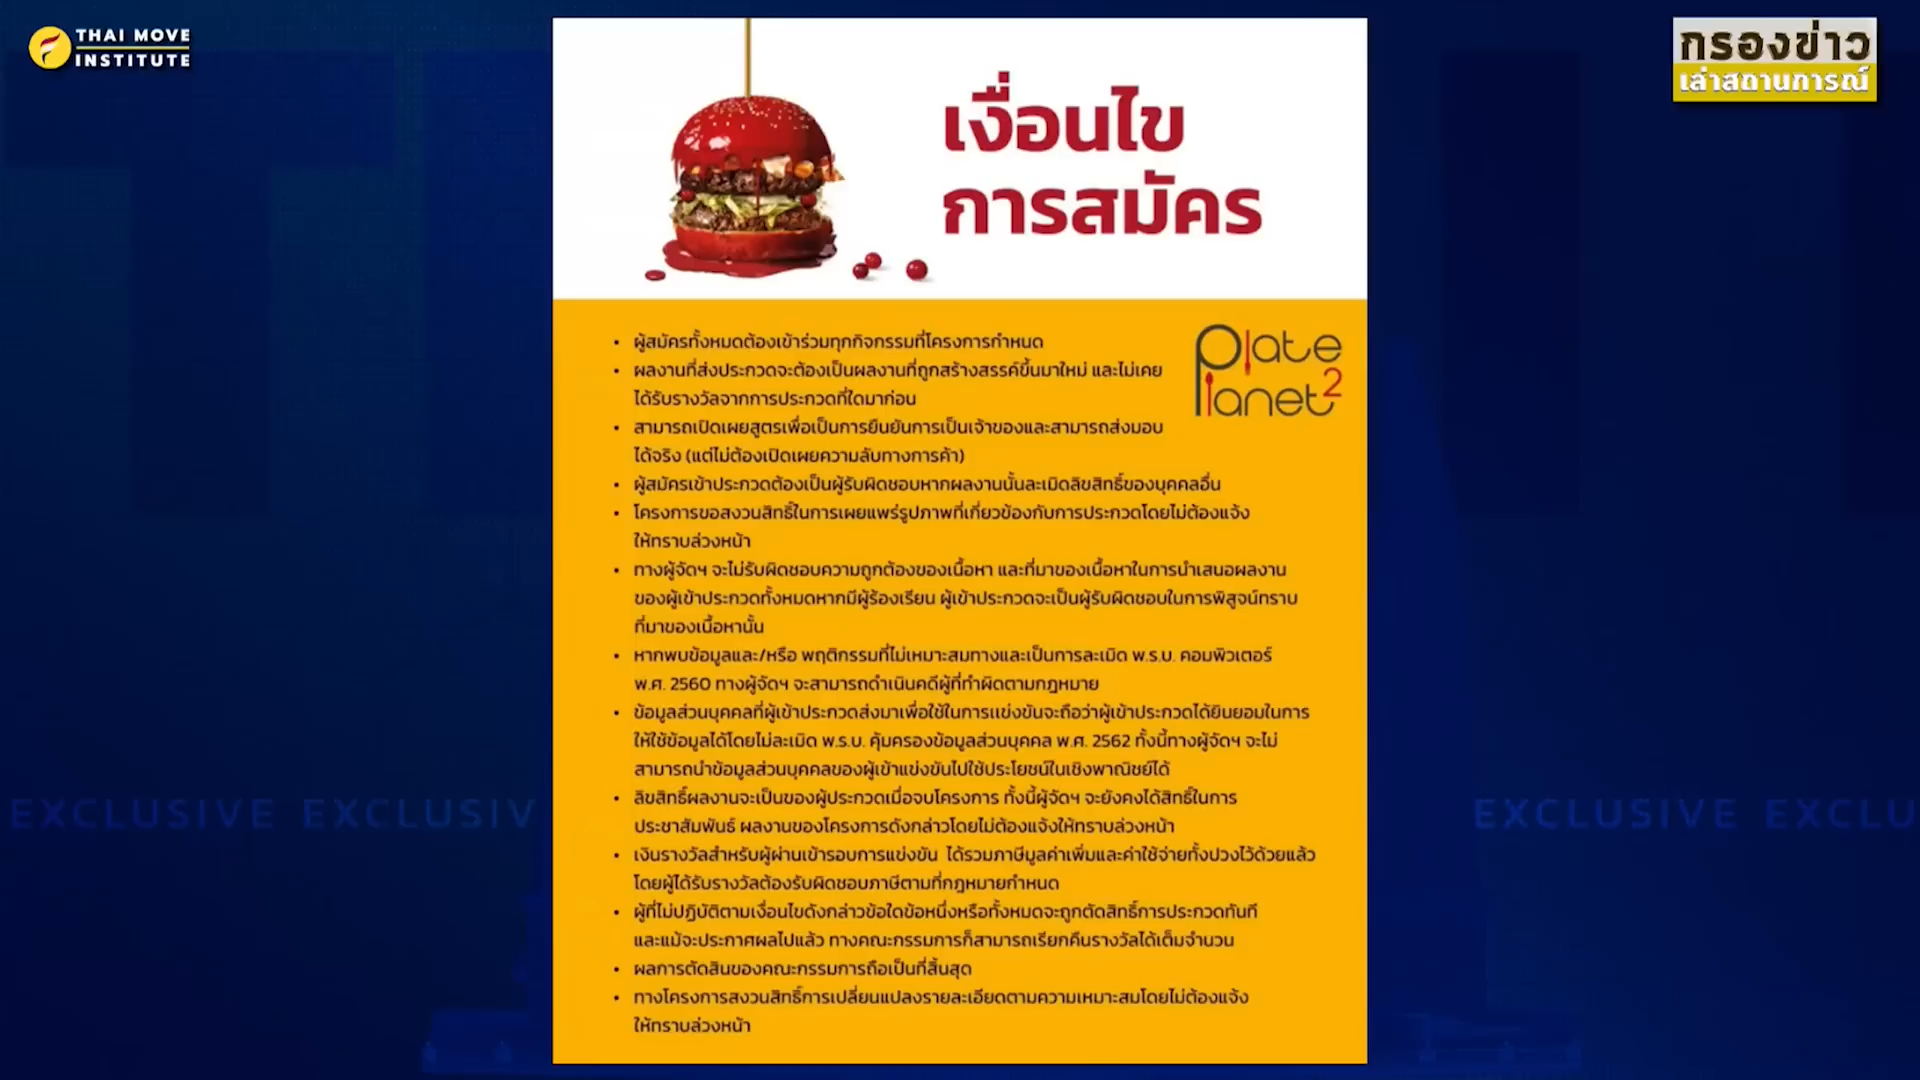 THAI MOVE
INSTITUTE
กรองข่าว
เล่าสถานการณ์
เงื่อนไข
การสมัคร
Plate
Planet2
• ผู้สมัครทั้งหมดต้องเข้าร่วมทุกกิจกรรมที่โครงการกำหนด
• ผลงานที่ส่งประกวดจะต้องเป็นผลงานที่ถูกสร้างสรรค์ขึ้นมาใหม่ และไม่เคย
ได้รับรางวัลจากการประกวดที่ใดมาก่อน
• สามารถเปิดเผยสูตรเพื่อเป็นการยืนยันการเป็นเจ้าของและสามารถส่งมอบ
ได้จริง (แต่ไม่ต้องเปิดเผยความลับทางการค้า)
• ผู้สมัครเข้าประกวดต้องเป็นผู้รับผิดชอบหากผลงานนั้นละเมิดลิขสิทธิ์ของบุคคลอื่น
• โครงการขอสงวนสิทธิ์ในการเผยแพร่รูปภาพที่เกี่ยวข้องกับการประกวดโดยไม่ต้องแจ้ง
ให้ทราบล่วงหน้า
• ทางผู้จัดฯ จะไม่รับผิดชอบความถูกต้องของเนื้อหา และที่มาของเนื้อหาในการนำเสนอผลงาน
ของผู้เข้าประกวดทั้งหมดหากมีผู้ร้องเรียน ผู้เข้าประกวดจะเป็นผู้รับผิดชอบในการพิสูจน์ทราบ
ที่มาของเนื้อหานั้น
• หากพบข้อมูลและ/หรือ พฤติกรรมที่ไม่เหมาะสมทางและเป็นการละเมิด พ.ร.บ. คอมพิวเตอร์
พ.ศ. 2560 ทางผู้จัดฯ จะสามารถดำเนินคดีผู้ที่ทำผิดตามกฎหมาย
• ข้อมูลส่วนบุคคลที่ผู้เข้าประกวดส่งมาเพื่อใช้ในการแข่งขันจะถือว่าผู้เข้าประกวดได้ยินยอมในการ
ให้ใช้ข้อมูลได้โดยไม่ละเมิด พ.ร.บ. คุ้มครองข้อมูลส่วนบุคคล พ.ศ. 2562 ทั้งนี้ทางผู้จัดฯ จะไม่
สามารถนำข้อมูลส่วนบุคคลของผู้เข้าแข่งขันไปใช้ประโยชน์ในเชิงพาณิชย์ได้
• ลิขสิทธิ์ผลงานจะเป็นของผู้ประกวดเมื่อจบโครงการ ทั้งนี้ผู้จัดฯ จะยังคงได้สิทธิ์ในการ
ประชาสัมพันธ์ ผลงานของโครงการดังกล่าวโดยไม่ต้องแจ้งให้ทราบล่วงหน้า
• เงินรางวัลสำหรับผู้ผ่านเข้ารอบการแข่งขัน ได้รวมภาษีมูลค่าเพิ่มและค่าใช้จ่ายทั้งปวงไว้ด้วยแล้ว
โดยผู้ได้รับรางวัลต้องรับผิดชอบภาษีตามที่กฎหมายกำหนด
• ผู้ที่ไม่ปฏิบัติตามเงื่อนไขดังกล่าวข้อใดข้อหนึ่งหรือทั้งหมดจะถูกตัดสิทธิ์การประกวดทันที
และแม้จะประกาศผลไปแล้ว ทางคณะกรรมการก็สามารถเรียกคืนรางวัลได้เต็มจำนวน
• ผลการตัดสินของคณะกรรมการถือเป็นที่สิ้นสุด
• ทางโครงการสงวนสิทธิ์การเปลี่ยนแปลงรายละเอียดตามความเหมาะสมโดยไม่ต้องแจ้ง
ให้ทราบล่วงหน้า
EXCLUSIVE EXCLUSIV
EXCLUSIVE EXCLU